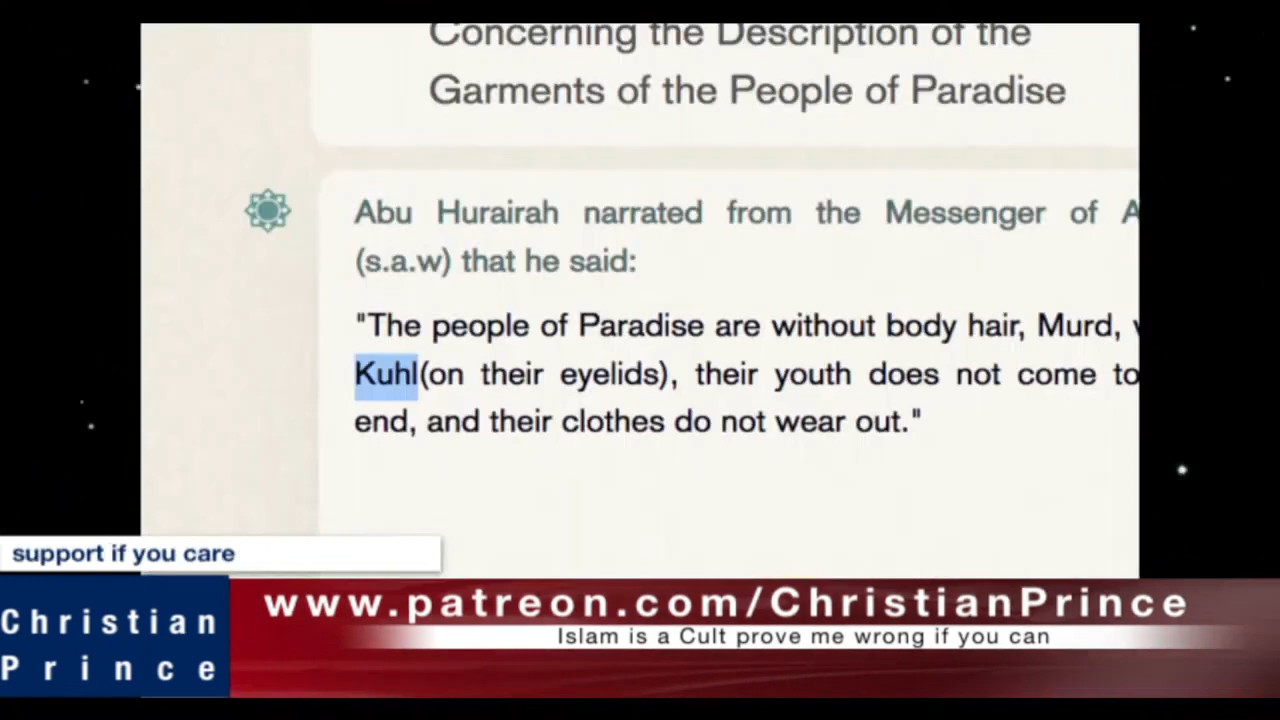 Concerning the Description of the
Garments of the People of Paradise
Abu Hurairah narrated from the Messenger of
(s.a.w) that he said:
"The people of Paradise are without body hair, Murd,
Kuhl(on their eyelids), their youth does not come to
end, and their clothes do not wear out."
support if you care
Christian
Prince
www.patreon.com/ChristianPrince
Islam is a Cult prove me wrong if you can